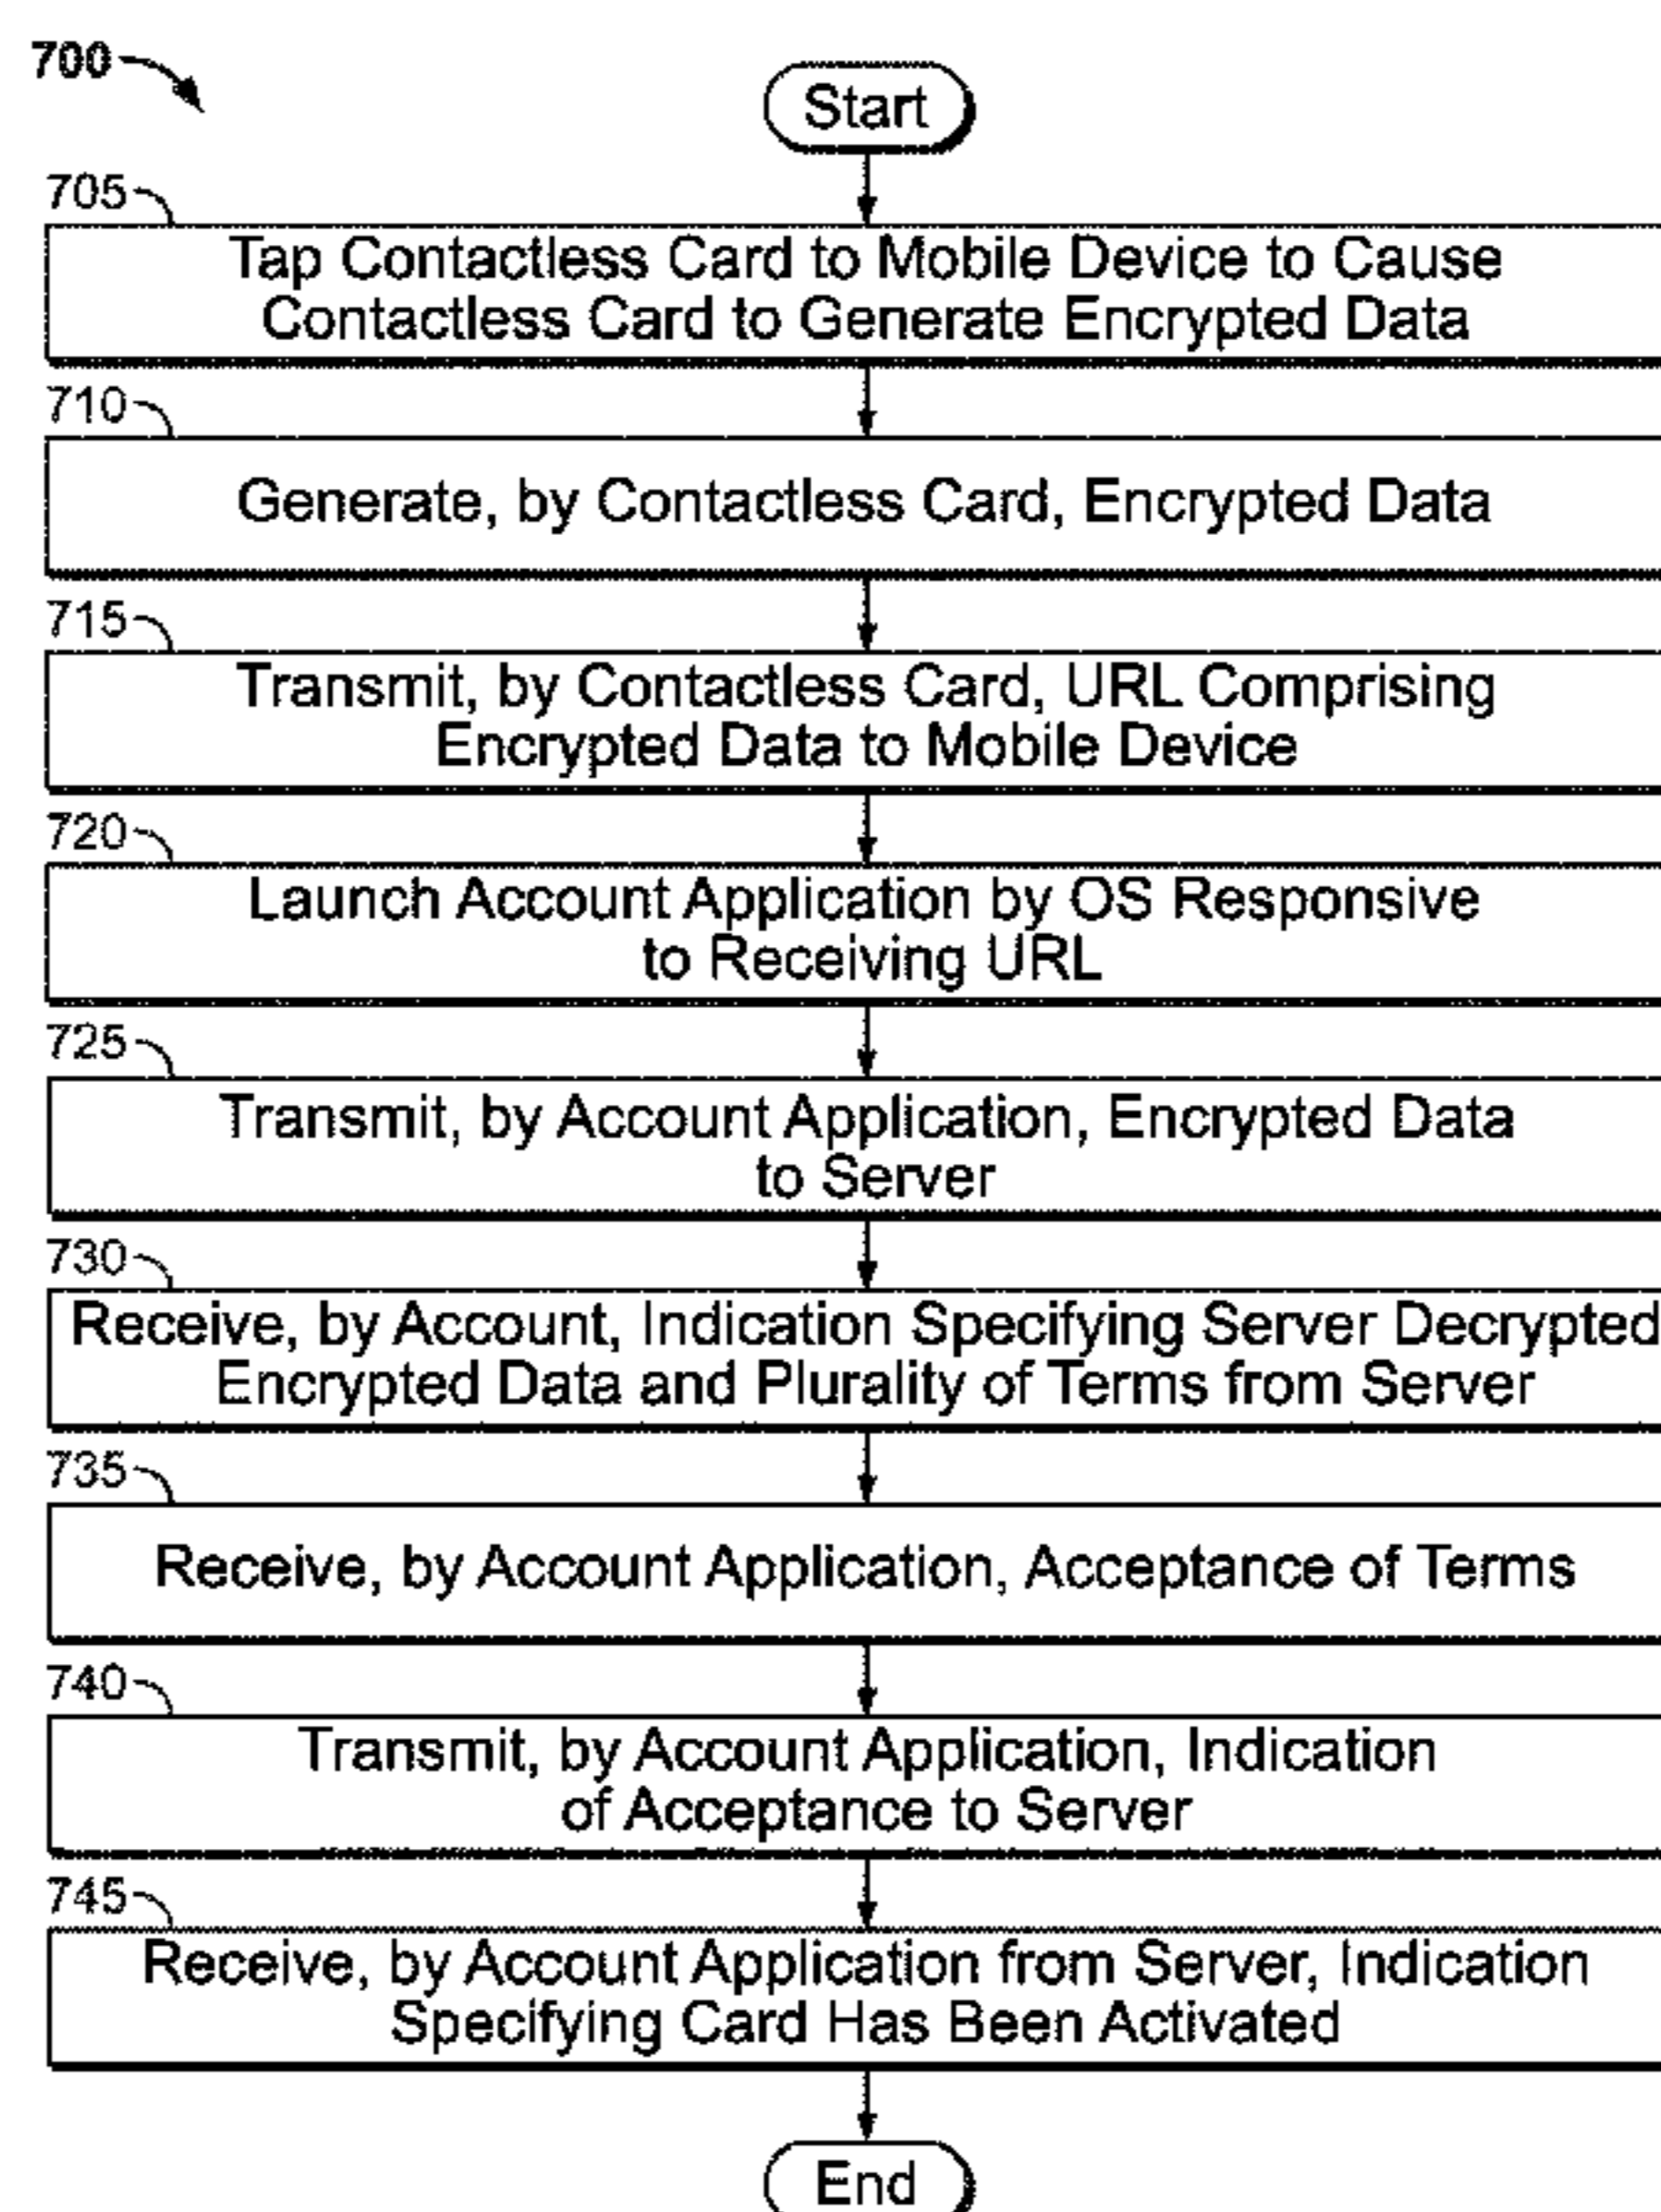 700
Start
705
Tap Contactless Card to Mobile Device to Cause
Contactless Card to Generate Encrypted Data
710
Generate, by Contactless Card, Encrypted Data
715
Transmit, by Contactless Card, URL Comprising
Encrypted Data to Mobile Device
720
Launch Account Application by OS Responsive
to Receiving URL
725
Transmit, by Account Application, Encrypted Data
to Server
730
Receive, by Account, Indication Specifying Server Decrypted
Encrypted Data and Plurality of Terms from Server
735
Receive, by Account Application, Acceptance of Terms
740
Transmit, by Account Application, Indication
of Acceptance to Server
745
Receive, by Account Application from Server, Indication
Specifying Card Has Been Activated
End